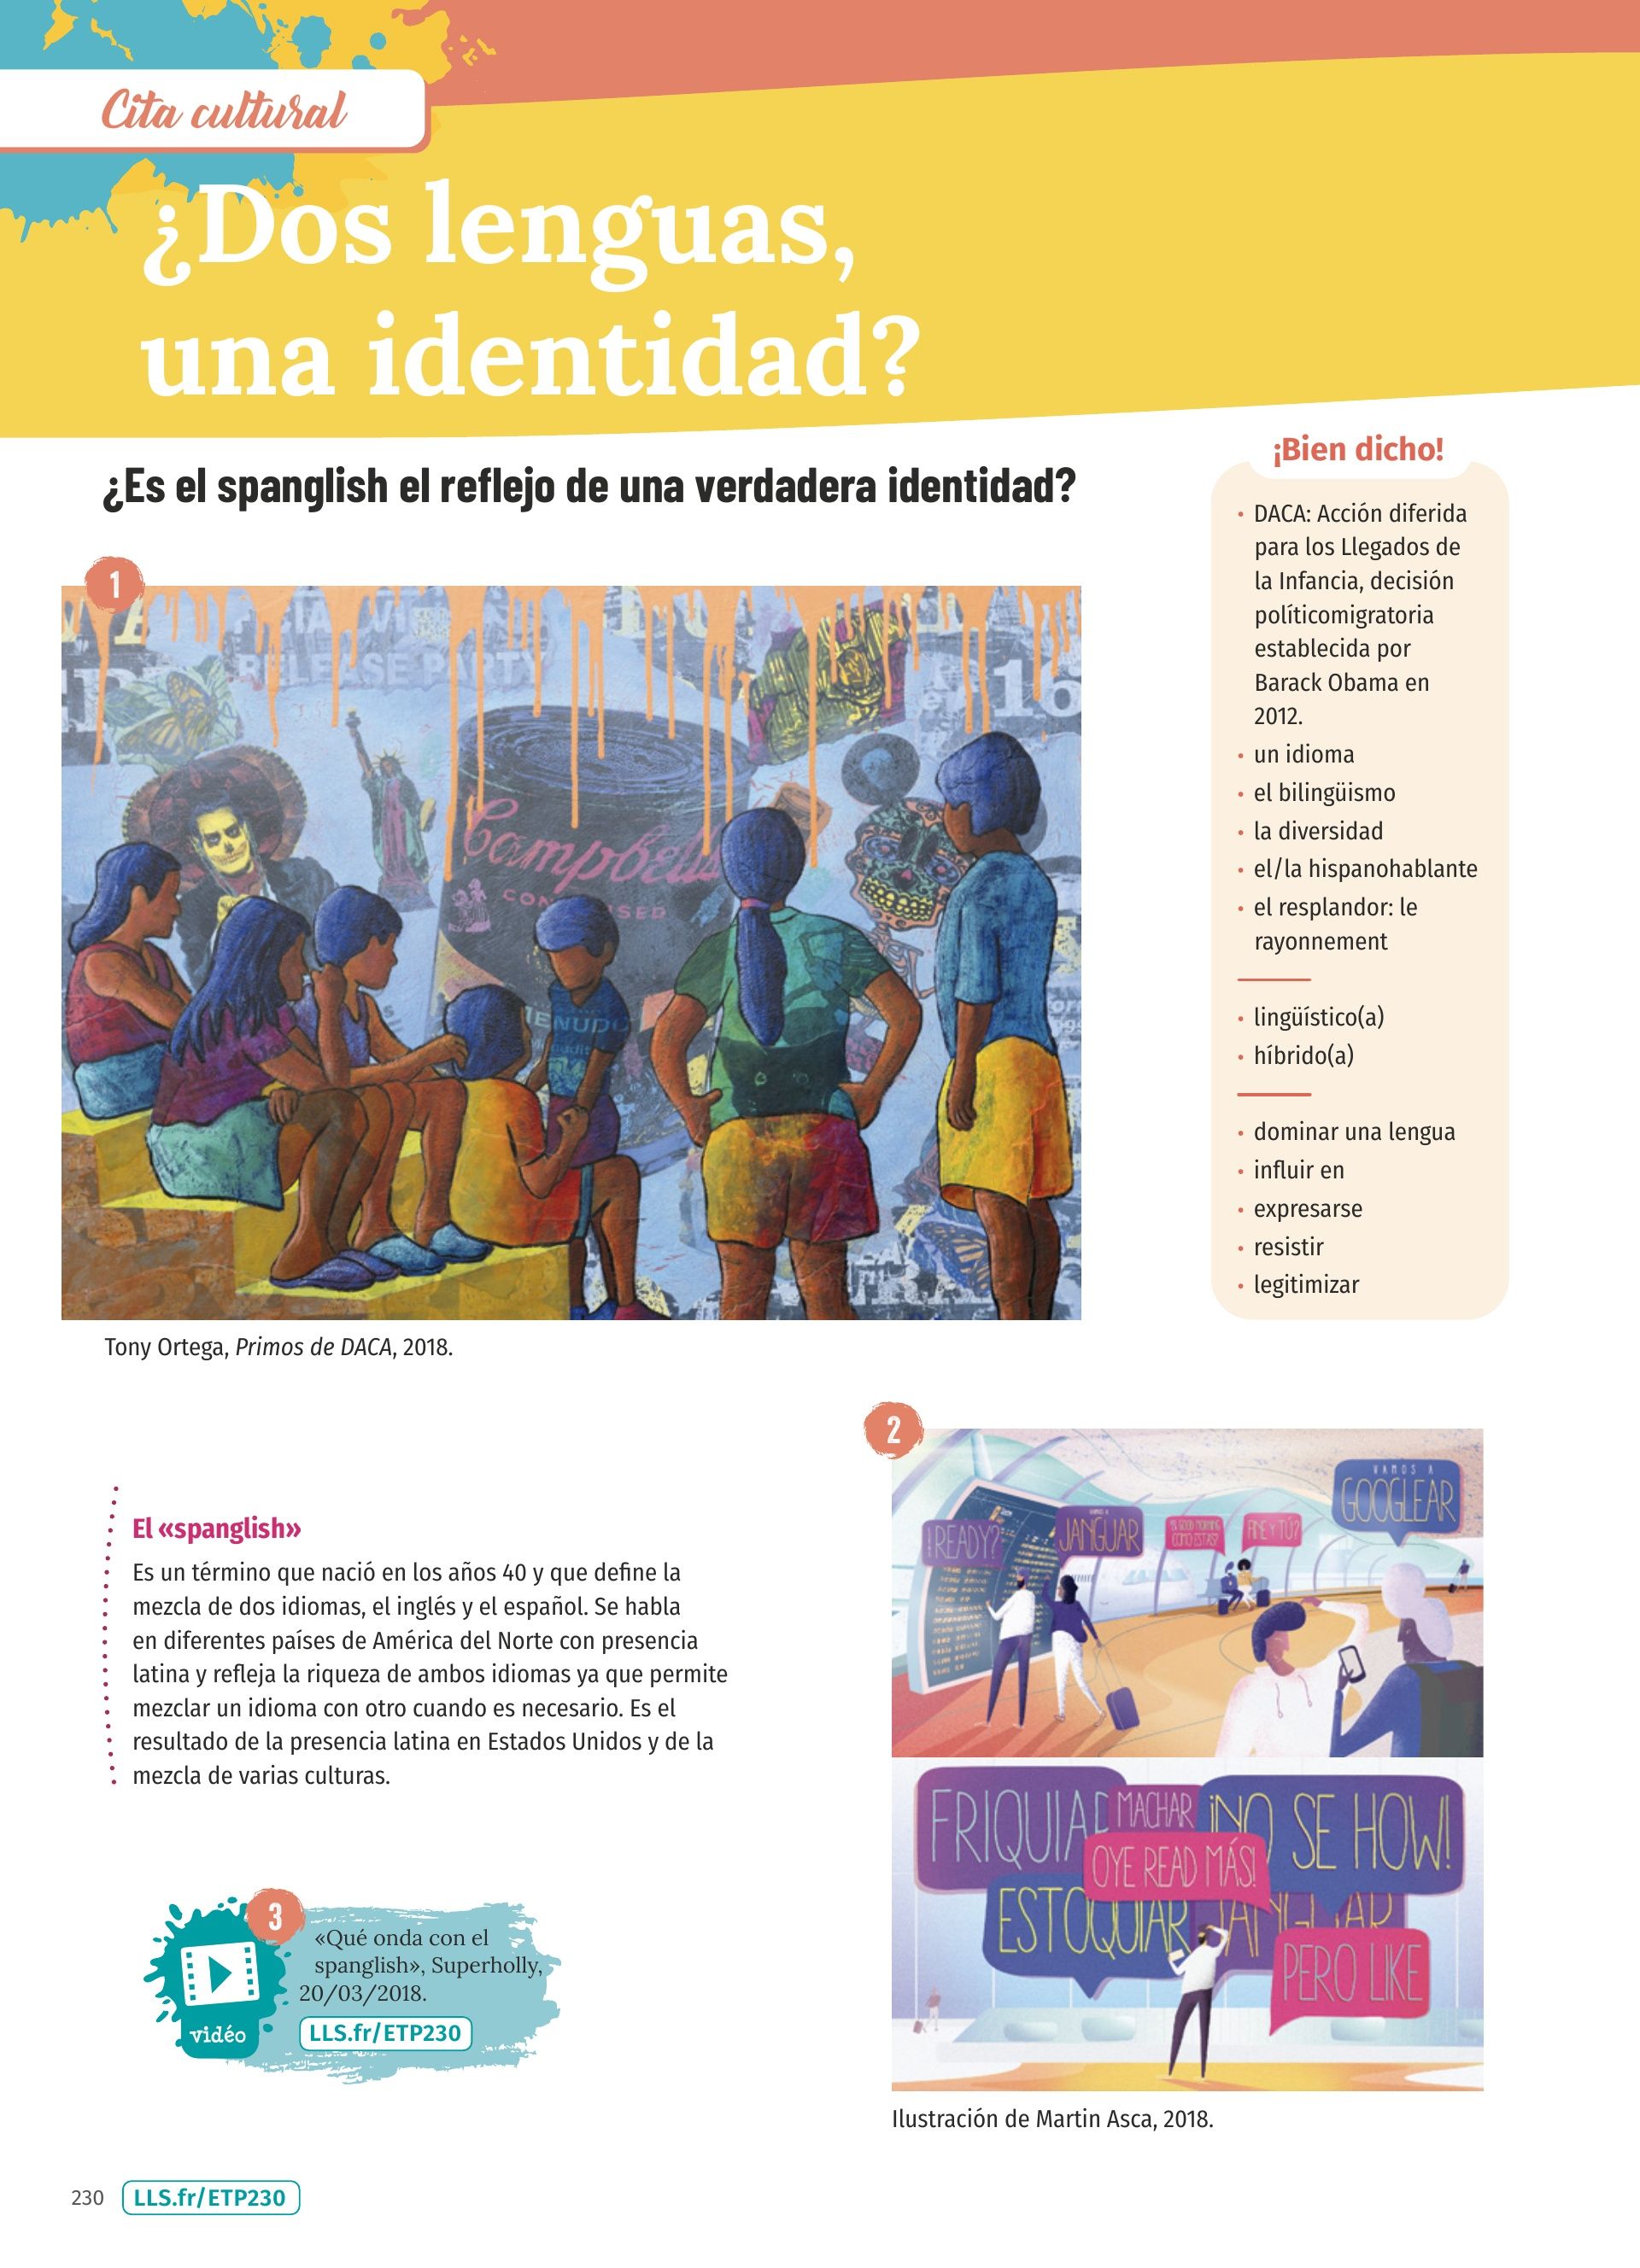 Cita cultural
¿Dos lenguas,
una identidad?
¿Es el spanglish el reflejo de una verdadera identidad?
¡Bien dicho!
• DACA: Acción diferida
para los Llegados de
la Infancia, decisión
políticomigratoria
establecida por
Barack Obama en
2012.
• un idioma
• el bilingüismo
• la diversidad
• el/la hispanohablante
• el resplandor: le
rayonnement
• lingüístico(a)
• híbrido(a)
• dominar una lengua
• influir en
• expresarse
• resistir
• legitimizar
1
RELEASE PARTY
16
Campbell's
MENUDO
Tony Ortega, Primos de DACA, 2018.
El «spanglish»
Es un término que nació en los años 40 y que define la
mezcla de dos idiomas, el inglés y el español. Se habla
en diferentes países de América del Norte con presencia
latina y refleja la riqueza de ambos idiomas ya que permite
mezclar un idioma con otro cuando es necesario. Es el
resultado de la presencia latina en Estados Unidos y de la
mezcla de varias culturas.
2
VAMOS A
GOOGLEAR
¿READY?
VAMOS A
JANGUAR
GOOD MORNING
COMO ESTAS?
FINE Y TÚ?
FRIQUIAR
MACHAR
¡NO SE HOW!
OYE READ MÁS!
ESTOQUIAR
JANGUAR
PERO LIKE
Ilustración de Martin Asca, 2018.
3
vidéo
«Qué onda con el
spanglish», Superholly,
20/03/2018.
LLS.fr/ETP230
230
LLS.fr/ETP230